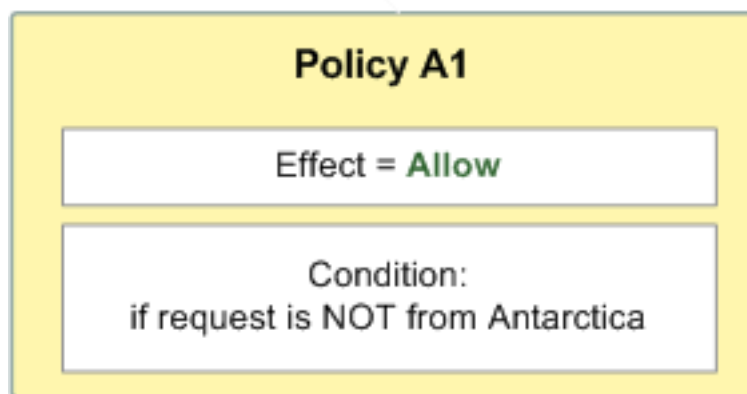 Policy A1
Effect = Allow
Condition:
if request is NOT from Antarctica